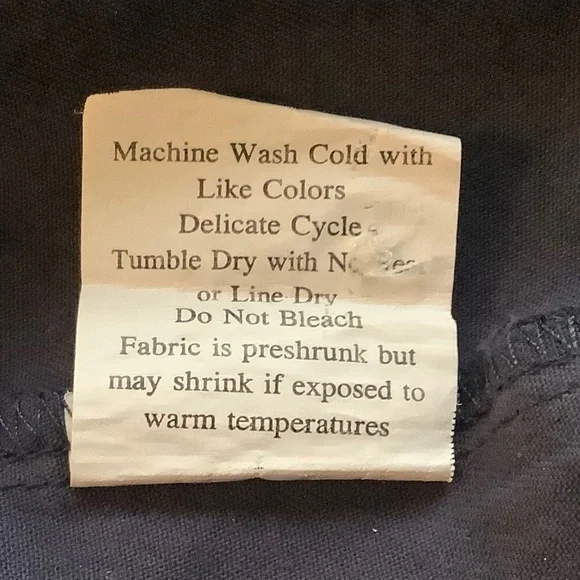 Machine Wash Cold with
Like Colors
Delicate Cycle -
Tumble Dry with
or Line Dry
Do Not Bleach
Fabric is preshrunk but
may shrink if exposed to
warm temperatures